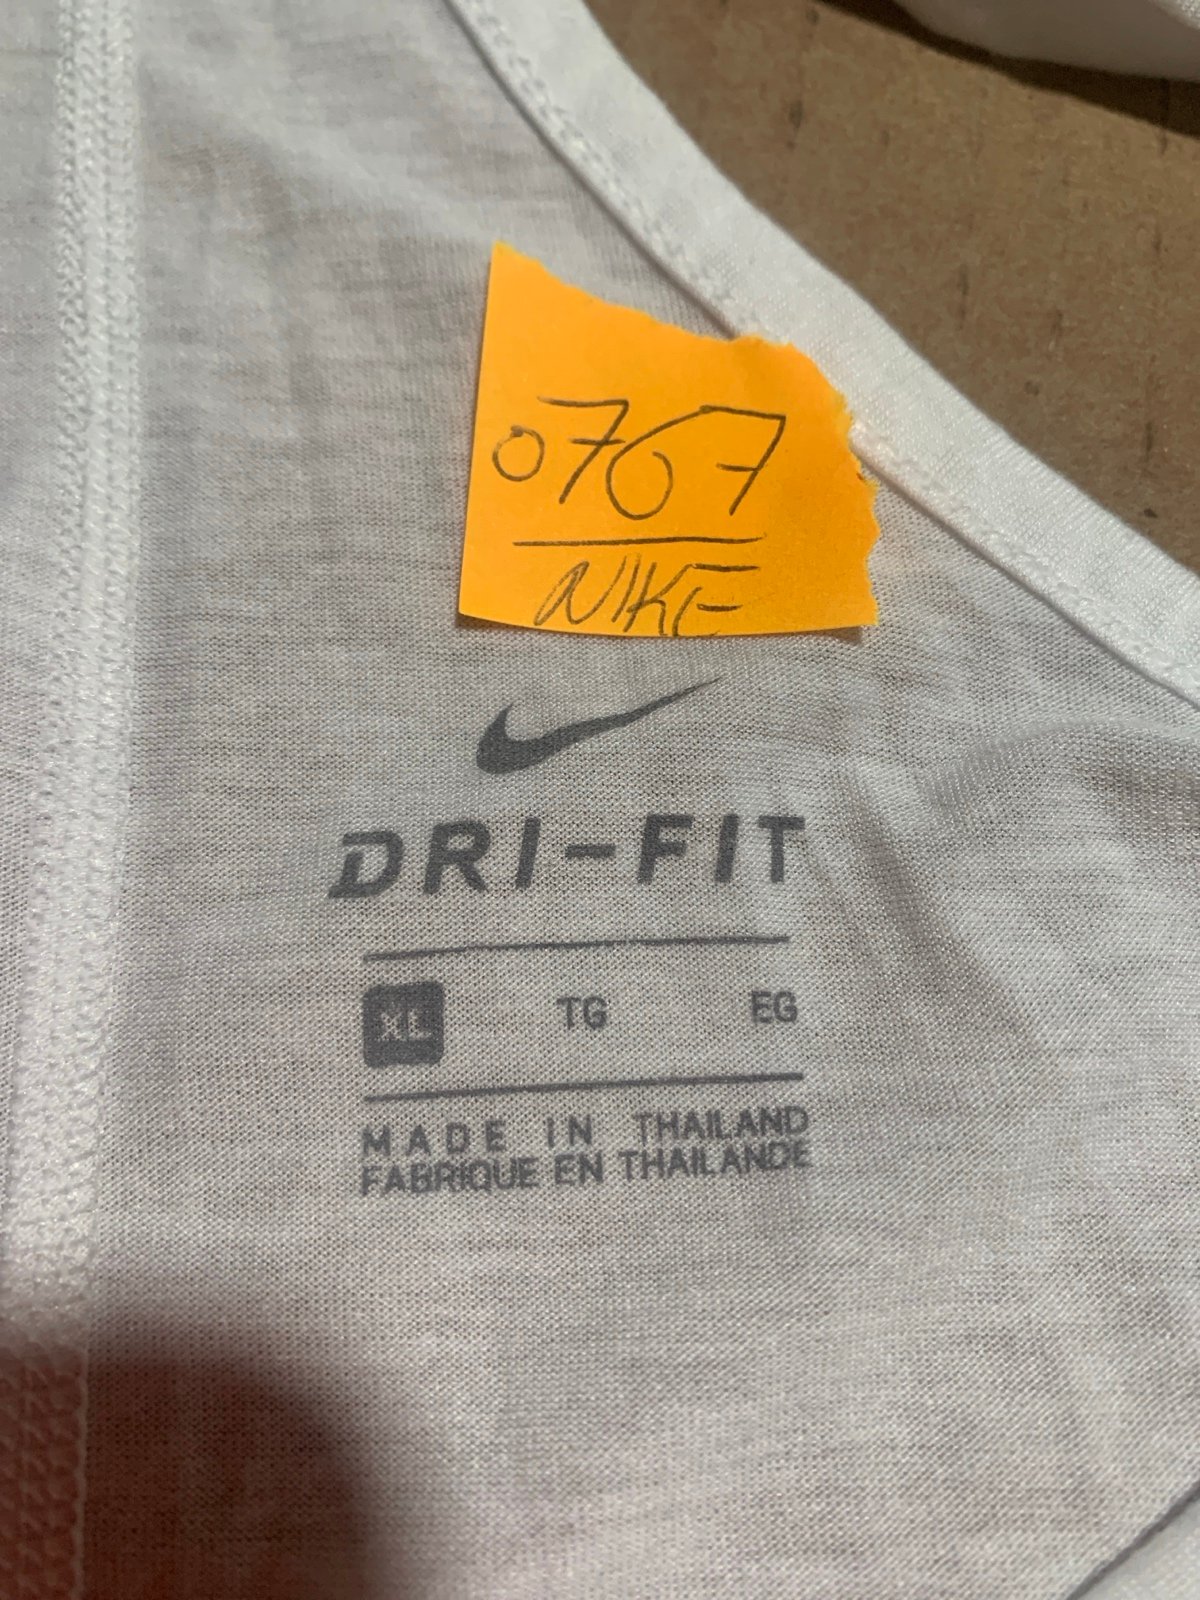 0767
NIKE
DRI-FIT
XL TG EG
MADE IN THAILAND
FABRIQUE EN THAILANDE